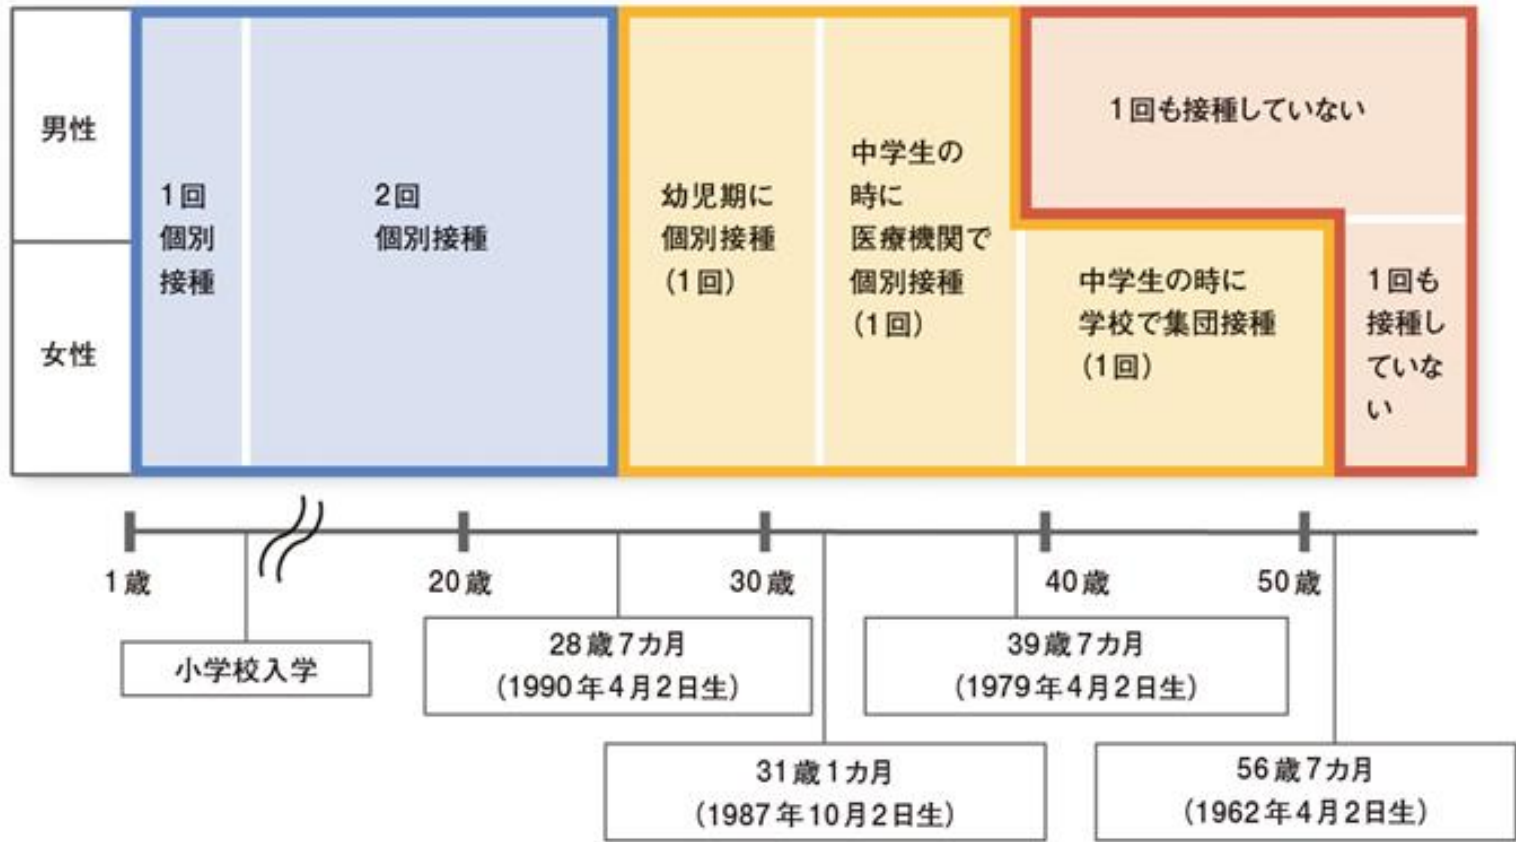 男性
女性
1回
個別
接種
2回
個別接種
幼児期に
個別接種
(1回)
中学生の
時に
医療機関で
個別接種
(1回)
1回も接種していない
中学生の時に
学校で集団接種
(1回)
1回も
接種し
ていな
い
1歳
20歳
30歳
40歳
50歳
小学校入学
28歳7カ月
(1990年4月2日生)
39歳7カ月
(1979年4月2日生)
31歳1カ月
(1987年10月2日生)
56歳7カ月
(1962年4月2日生)